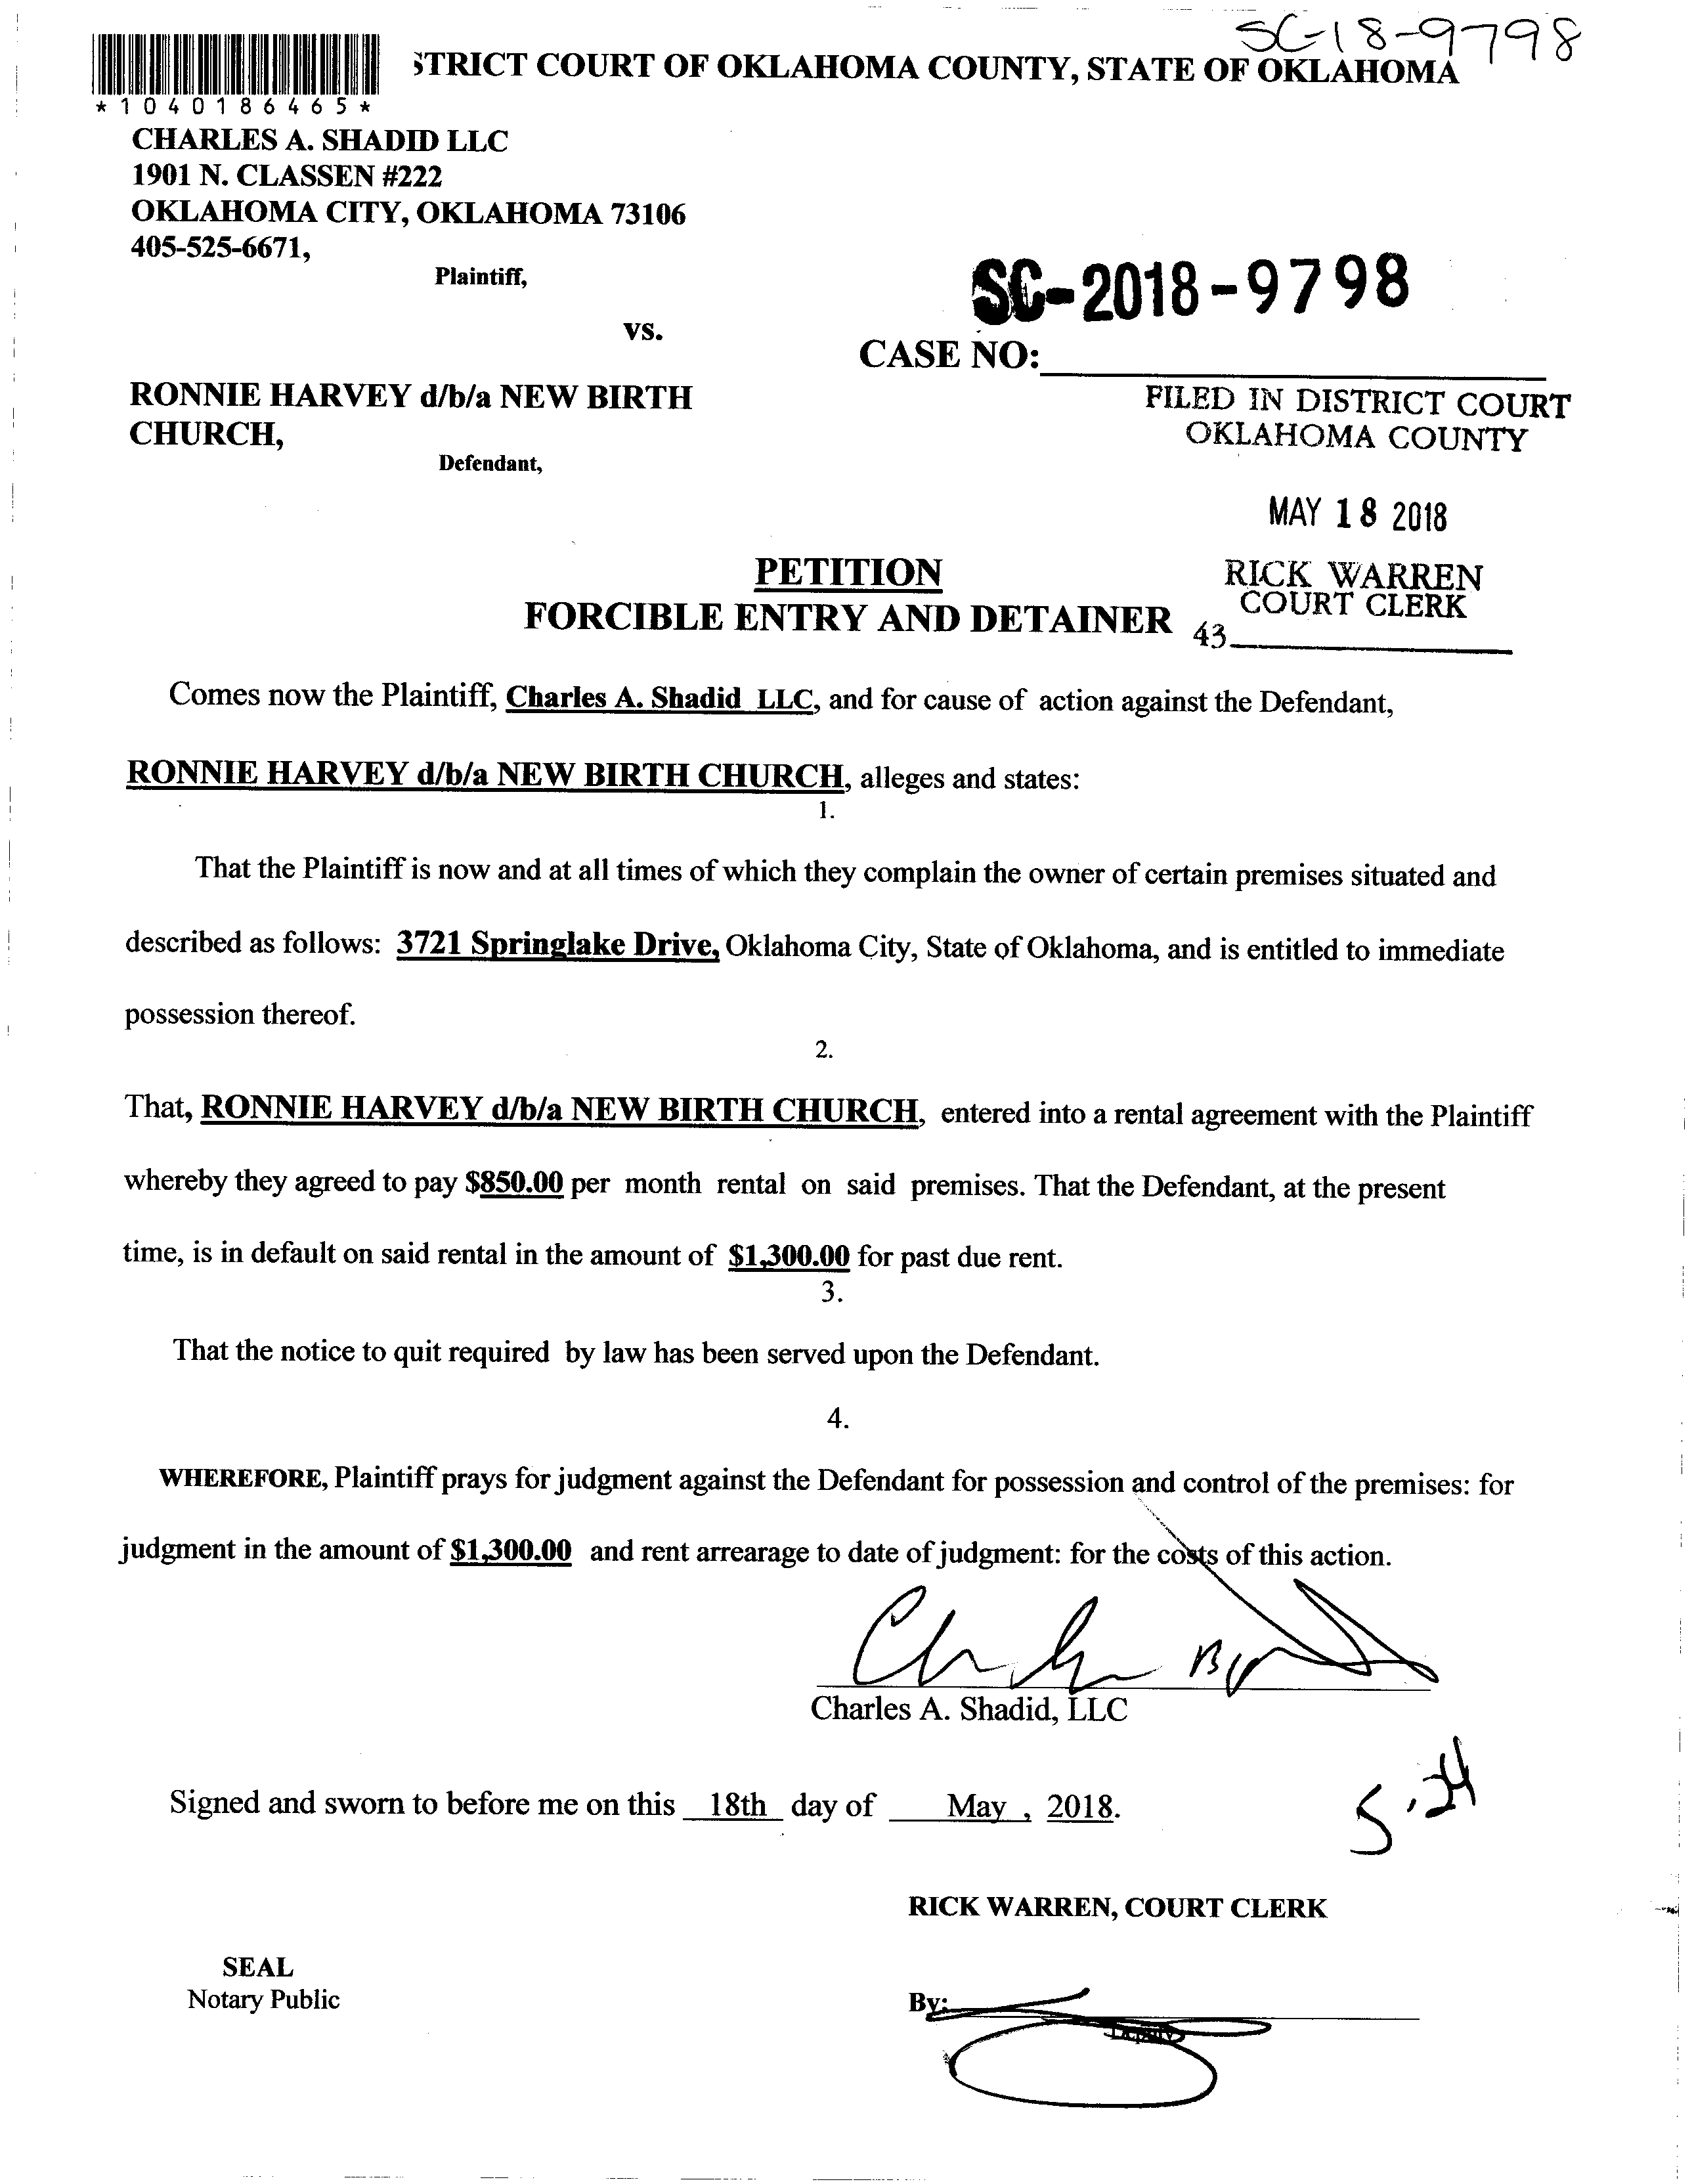 SC-18-9798
STRICT COURT OF OKLAHOMA COUNTY, STATE OF OKLAHOMA
*1040186465*
CHARLES A. SHADID LLC
1901 N. CLASSEN #222
OKLAHOMA CITY, OKLAHOMA 73106
405-525-6671,
Plaintiff,
SC-2018-9798
vs.
CASE NO:
RONNIE HARVEY d/b/a NEW BIRTH
CHURCH,
FILED IN DISTRICT COURT
OKLAHOMA COUNTY
Defendant,
MAY 18 2018
PETITION
RICK WARREN
COURT CLERK
FORCIBLE ENTRY AND DETAINER
43
Comes now the Plaintiff, Charles A. Shadid LLC, and for cause of action against the Defendant,
RONNIE HARVEY d/b/a NEW BIRTH CHURCH, alleges and states:
1.
That the Plaintiff is now and at all times of which they complain the owner of certain premises situated and
described as follows: 3721 Springlake Drive, Oklahoma City, State of Oklahoma, and is entitled to immediate
possession thereof.
2.
That, RONNIE HARVEY d/b/a NEW BIRTH CHURCH, entered into a rental agreement with the Plaintiff
whereby they agreed to pay $850.00 per month rental on said premises. That the Defendant, at the present
time, is in default on said rental in the amount of $1,300.00 for past due rent.
3.
That the notice to quit required by law has been served upon the Defendant.
4.
WHEREFORE, Plaintiff prays for judgment against the Defendant for possession and control of the premises: for
judgment in the amount of $1,300.00 and rent arrearage to date of judgment: for the costs of this action.
Charles A. Shadid, LLC
Signed and sworn to before me on this 18th day of May , 2018.
RICK WARREN, COURT CLERK
SEAL
Notary Public
By:
Deputy